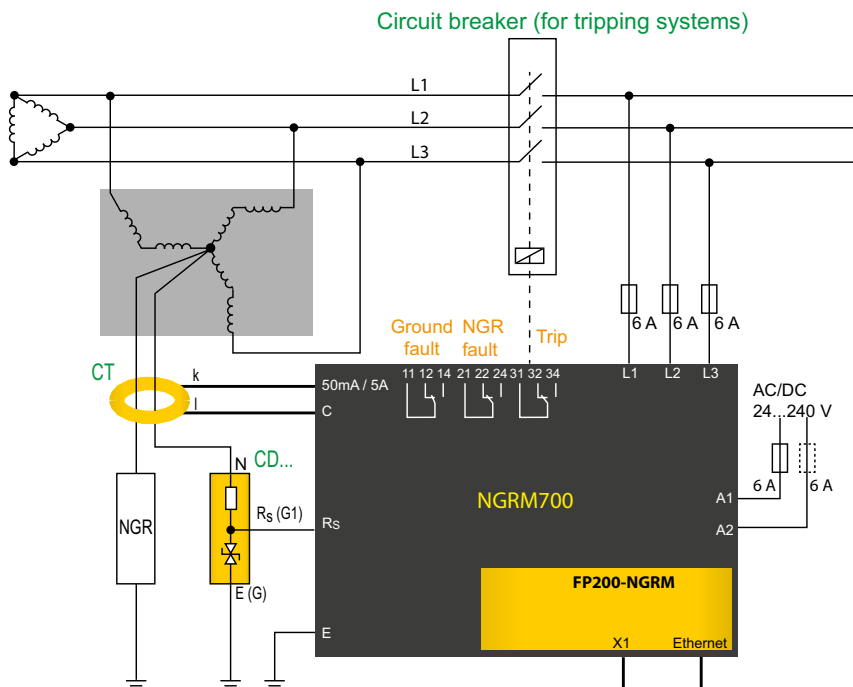 Circuit breaker (for tripping systems)
L1
L2
L3
6 A
6 A
6 A
Ground fault
NGR fault
Trip
CT
k
l
50mA / 5A
C
11 12 14 21 22 24 31 32 34
L1
L2
L3
AC/DC
24...240 V
6 A
6 A
N
CD...
NGR
RS (G1)
RS
E (G)
E
NGRM700
A1
A2
FP200-NGRM
X1
Ethernet